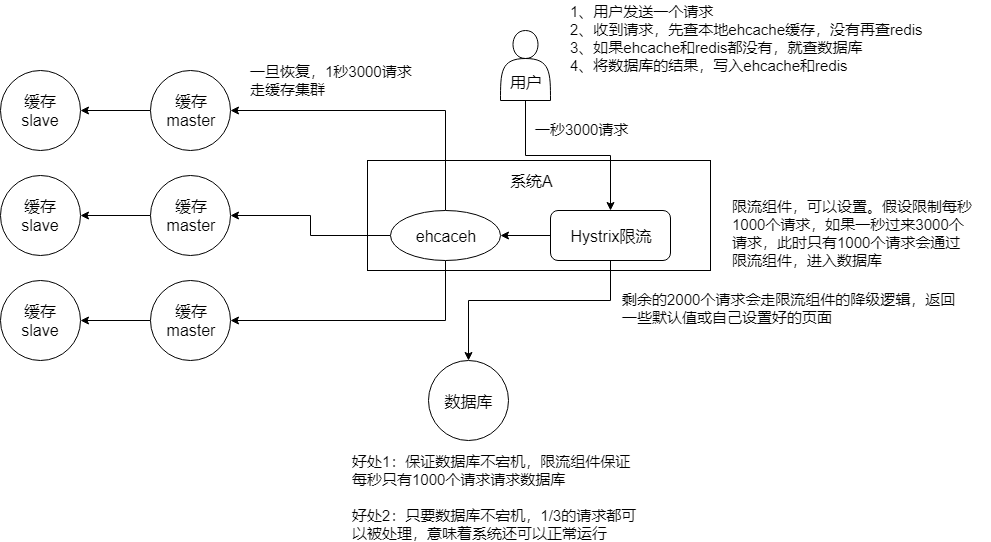 1、用户发送一个请求
2、收到请求，先查本地ehcache缓存，没有再查redis
3、如果ehcache和redis都没有，就查数据库
4、将数据库的结果，写入ehcache和redis
用户
一秒3000请求
一旦恢复，1秒3000请求
走缓存集群
缓存
slave
缓存
master
系统A
缓存
slave
缓存
master
ehcaceh
Hystrix限流
限流组件，可以设置。假设限制每秒
1000个请求，如果一秒过来3000个
请求，此时只有1000个请求会通过
限流组件，进入数据库
缓存
slave
缓存
master
剩余的2000个请求会走限流组件的降级逻辑，返回
一些默认值或自己设置好的页面
数据库
好处1：保证数据库不宕机，限流组件保证
每秒只有1000个请求请求数据库
好处2：只要数据库不宕机，1/3的请求都可
以被处理，意味着系统还可以正常运行